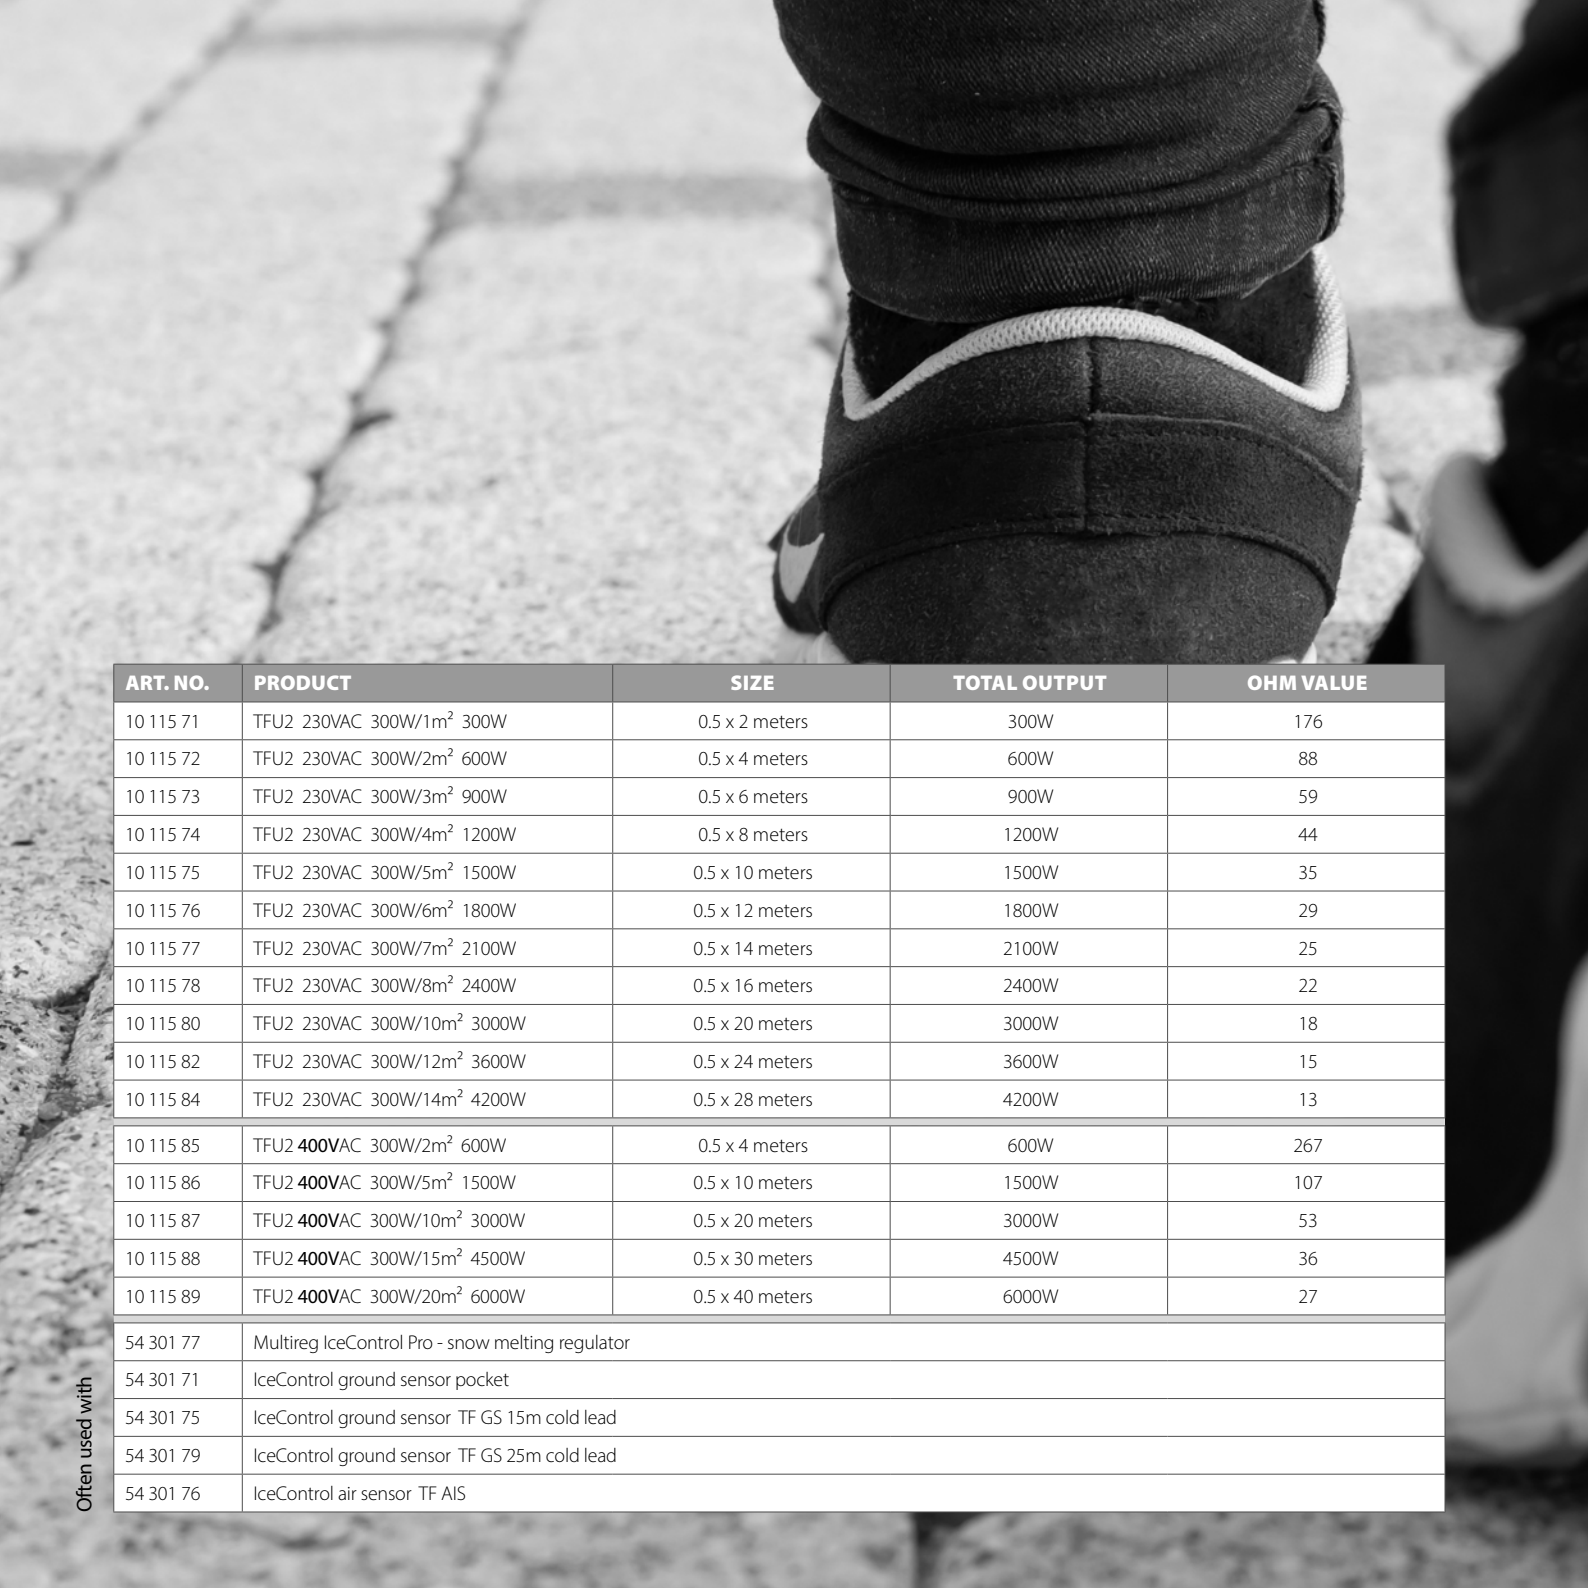 ART. NO. PRODUCT SIZE TOTAL OUTPUT OHM VALUE
10 115 71 TFU2 230VAC 300W/1m² 300W 0.5 x 2 meters 300W 176
10 115 72 TFU2 230VAC 300W/2m² 600W 0.5 x 4 meters 600W 88
10 115 73 TFU2 230VAC 300W/3m² 900W 0.5 x 6 meters 900W 59
10 115 74 TFU2 230VAC 300W/4m² 1200W 0.5 x 8 meters 1200W 44
10 115 75 TFU2 230VAC 300W/5m² 1500W 0.5 x 10 meters 1500W 35
10 115 76 TFU2 230VAC 300W/6m² 1800W 0.5 x 12 meters 1800W 29
10 115 77 TFU2 230VAC 300W/7m² 2100W 0.5 x 14 meters 2100W 25
10 115 78 TFU2 230VAC 300W/8m² 2400W 0.5 x 16 meters 2400W 22
10 115 80 TFU2 230VAC 300W/10m² 3000W 0.5 x 20 meters 3000W 18
10 115 82 TFU2 230VAC 300W/12m² 3600W 0.5 x 24 meters 3600W 15
10 115 84 TFU2 230VAC 300W/14m² 4200W 0.5 x 28 meters 4200W 13
10 115 85 TFU2 400VAC 300W/2m² 600W 0.5 x 4 meters 600W 267
10 115 86 TFU2 400VAC 300W/5m² 1500W 0.5 x 10 meters 1500W 107
10 115 87 TFU2 400VAC 300W/10m² 3000W 0.5 x 20 meters 3000W 53
10 115 88 TFU2 400VAC 300W/15m² 4500W 0.5 x 30 meters 4500W 36
10 115 89 TFU2 400VAC 300W/20m² 6000W 0.5 x 40 meters 6000W 27
Often used with
54 301 77 Multireg IceControl Pro - snow melting regulator
54 301 71 IceControl ground sensor pocket
54 301 75 IceControl ground sensor TF GS 15m cold lead
54 301 79 IceControl ground sensor TF GS 25m cold lead
54 301 76 IceControl air sensor TF AIS